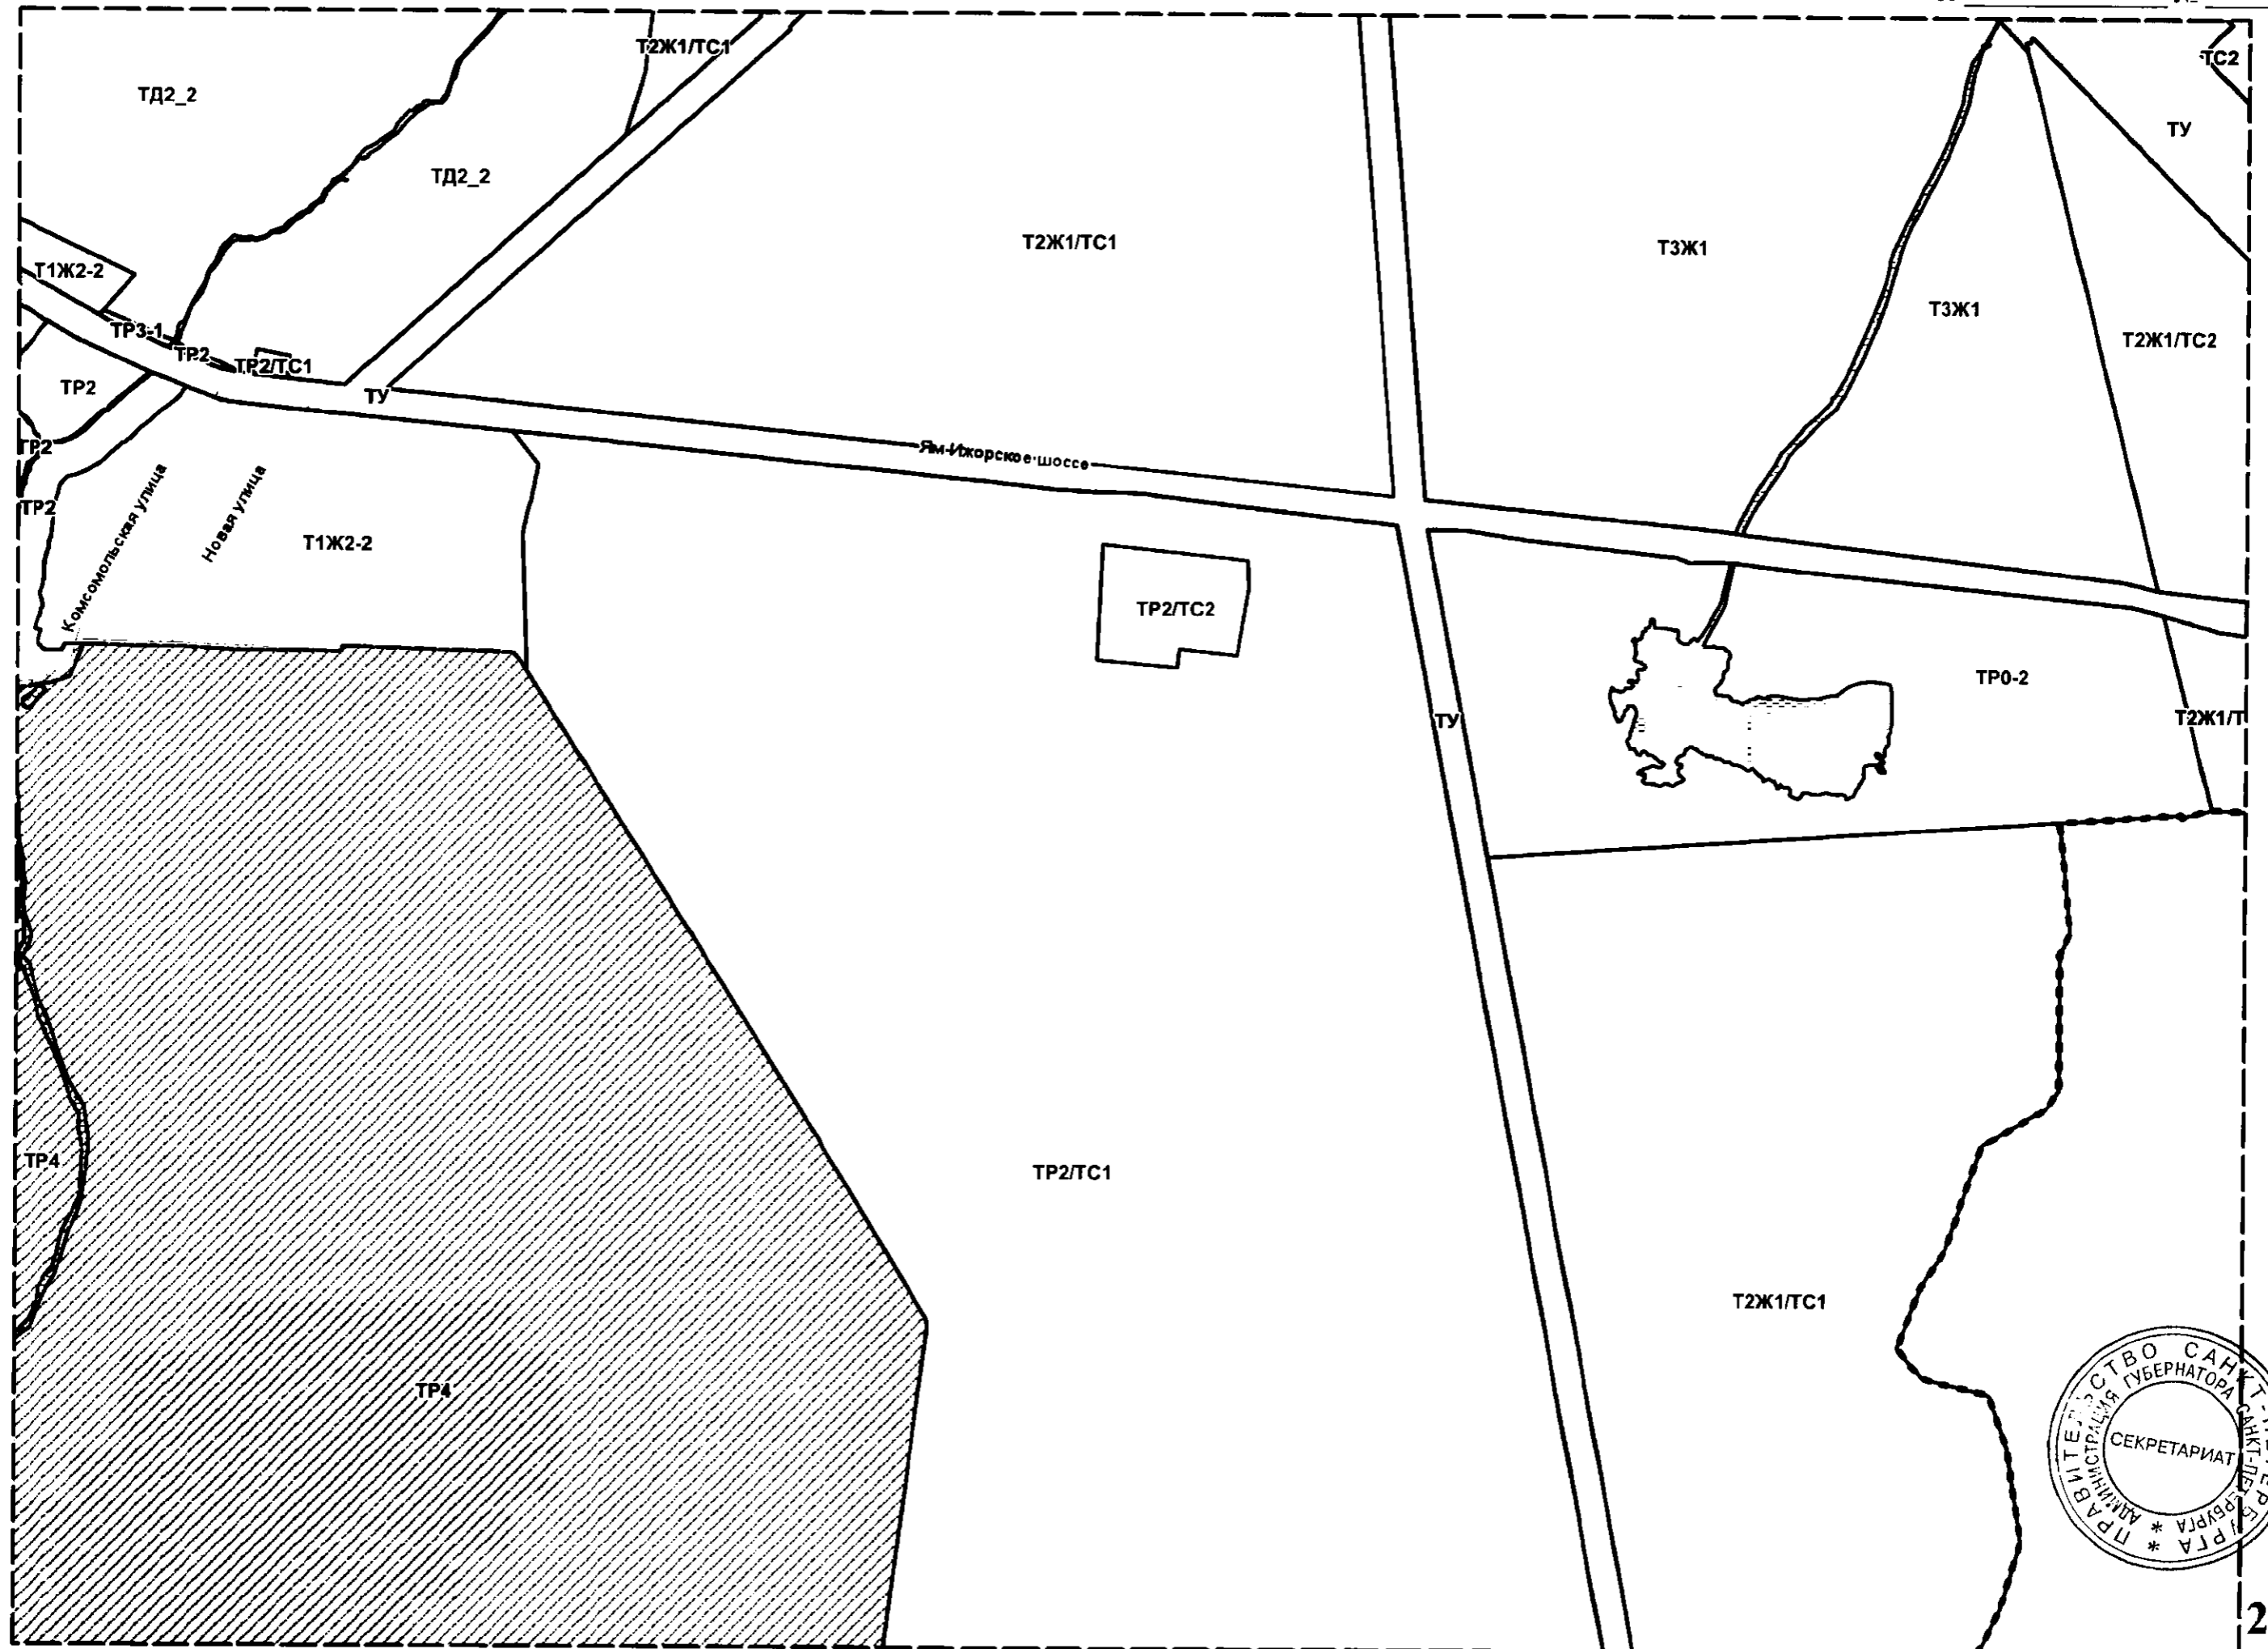 ТС2
Т2Ж1/ТС1
ТД2_2
ТУ
ТД2_2
Т2Ж1/ТС1
Т3Ж1
Т1Ж2-2
Т3Ж1
ТР3-1
Т2Ж1/ТС2
ТР2
ТР2/ТС1
ТР2
ТУ
ТР2
Ям-Ижорское шоссе
ТР2
Комсомольская улица
Новая улица
Т1Ж2-2
ТР2/ТС2
ТР0-2
ТУ
Т2Ж1/Т
ТР4
ТР2/ТС1
Т2Ж1/ТС1
ТР4
ПРАВИТЕЛЬСТВО САНКТ-ПЕТЕРБУРГА *
АДМИНИСТРАЦИЯ ГУБЕРНАТОРА САНКТ-ПЕТЕРБУРГА *
СЕКРЕТАРИАТ
2